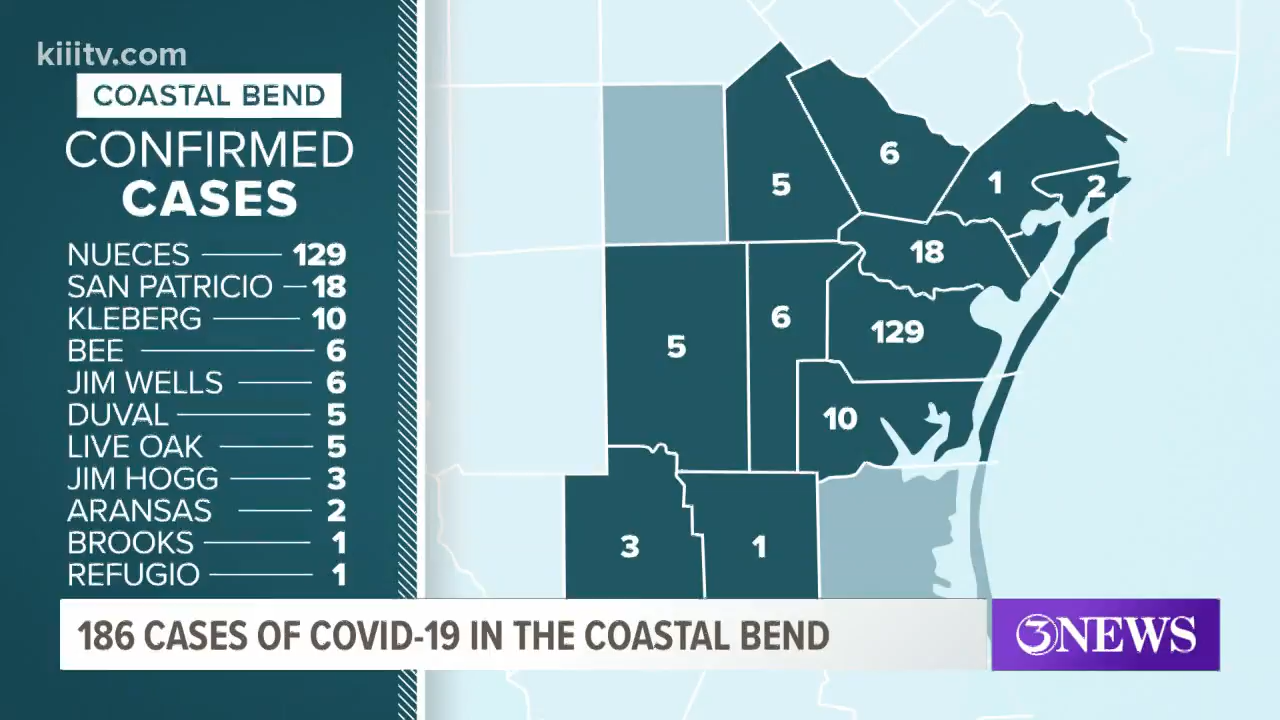 kiiitv.com
COASTAL BEND
CONFIRMED
CASES
NUECES 129
SAN PATRICIO 18
KLEBERG 10
BEE 6
JIM WELLS 6
DUVAL 5
LIVE OAK 5
JIM HOGG 3
ARANSAS 2
BROOKS 1
REFUGIO 1
6
5
1
2
18
6
129
5
10
3
1
186 CASES OF COVID-19 IN THE COASTAL BEND
3NEWS